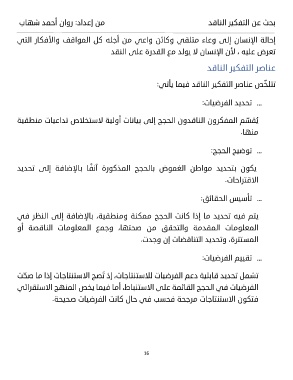 بحث عن التفكير الناقد من إعداد: روان أحمد شهاب
إحالة الإنسان إلى وعاء متلقي وكائن واعي من أجله كل المواقف والأفكار التي
تعرض عليه ، لأن الإنسان لا يولد مع القدرة على النقد
عناصر التفكير الناقد
تتلخّص عناصر التفكير الناقد فيما يأتي:
... تحديد الفرضيات:
يُقسّم المفكرون الناقدون الحجج إلى بيانات أولية لاستخلاص تداعيات منطقية
منها.
... توضيح الحجج:
يكون بتحديد مواطن الغموض بالحجج المذكورة آنفًا بالإضافة إلى تحديد
الاقتراحات.
... تأسيس الحقائق:
يتم فيه تحديد ما إذا كانت الحجج ممكنة ومنطقية، بالإضافة إلى النظر في
المعلومات المقدمة والتحقق من صحتها، وجمع المعلومات الناقصة أو
المستترة، وتحديد التناقضات إن وجدت.
... تقييم الفرضيات:
تشمل تحديد قابلية دعم الفرضيات للاستنتاجات، إذ تصح الاستنتاجات إذا ما صحّت
الفرضيات في الحجج القائمة على الاستنباط، أما فيما يخص المنهج الاستقرائي
فتكون الاستنتاجات مرجحة فحسب في حال كانت الفرضيات صحيحة.
16